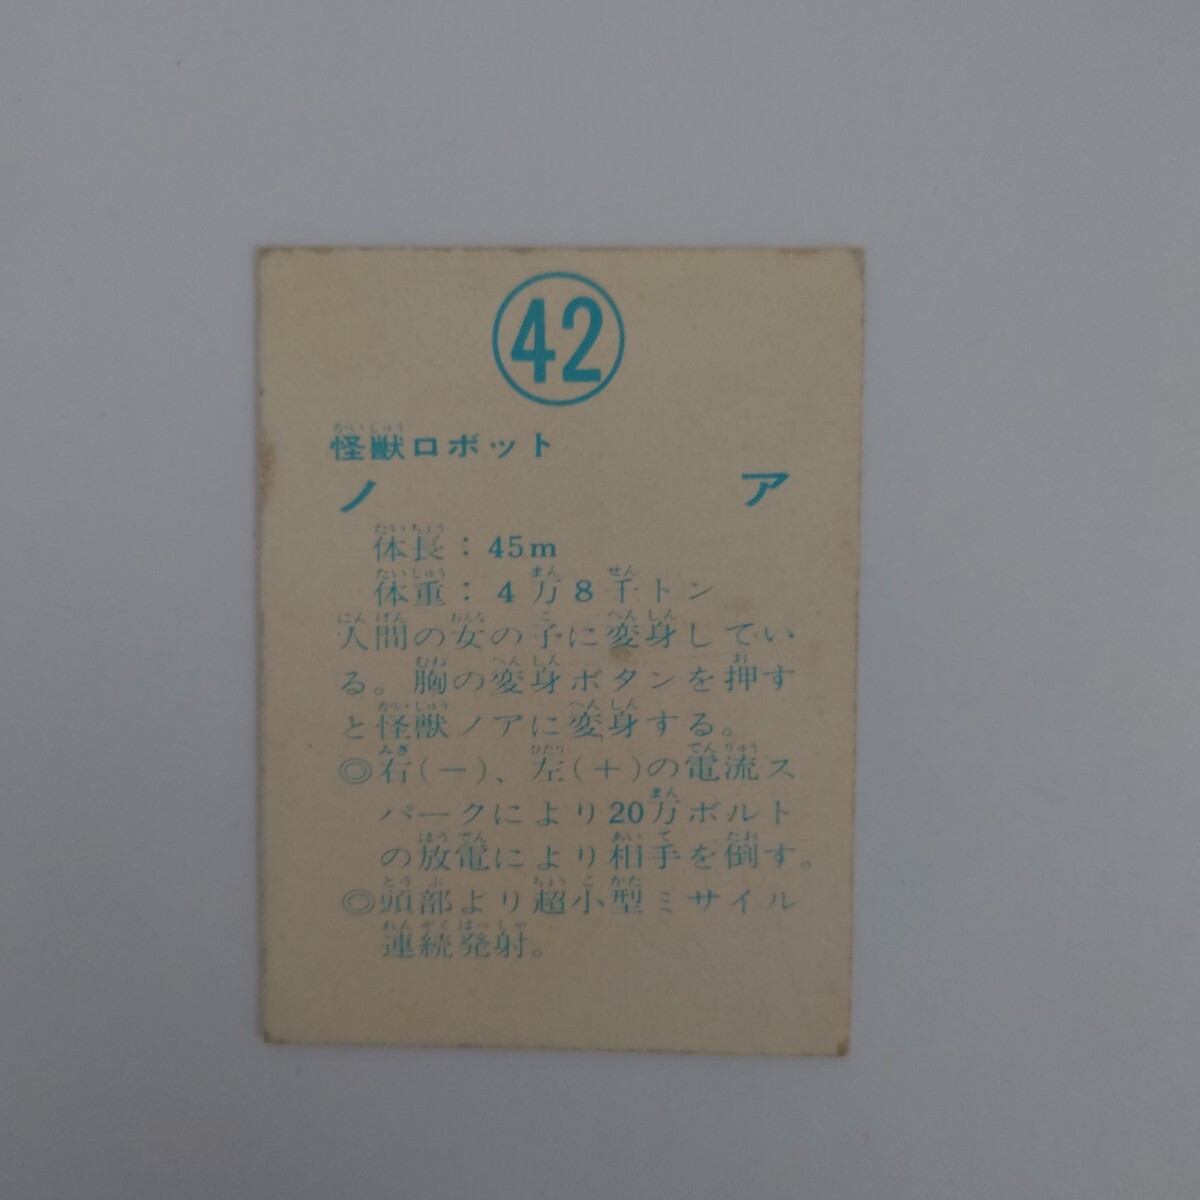 42
怪獣ロボット
ノア
体長：45m
体重：4万8千トン
人間の女の子に変身してい
る。胸の変身ボタンを押す
と怪獣ノアに変身する。
◎右(－)、左(＋)の電流ス
パークにより20万ボルト
の放電により相手を倒す。
◎頭部より超小型ミサイル
連続発射。